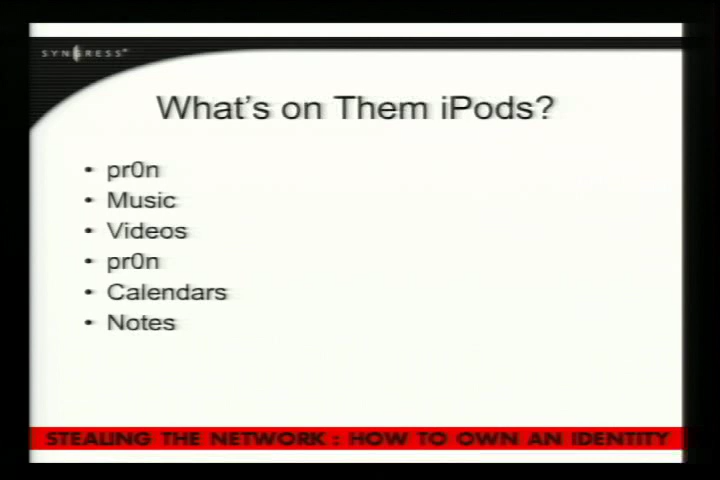 SYNGRESS
What's on Them iPods?
• pr0n
• Music
• Videos
• pr0n
• Calendars
• Notes
STEALING THE NETWORK : HOW TO OWN AN IDENTITY